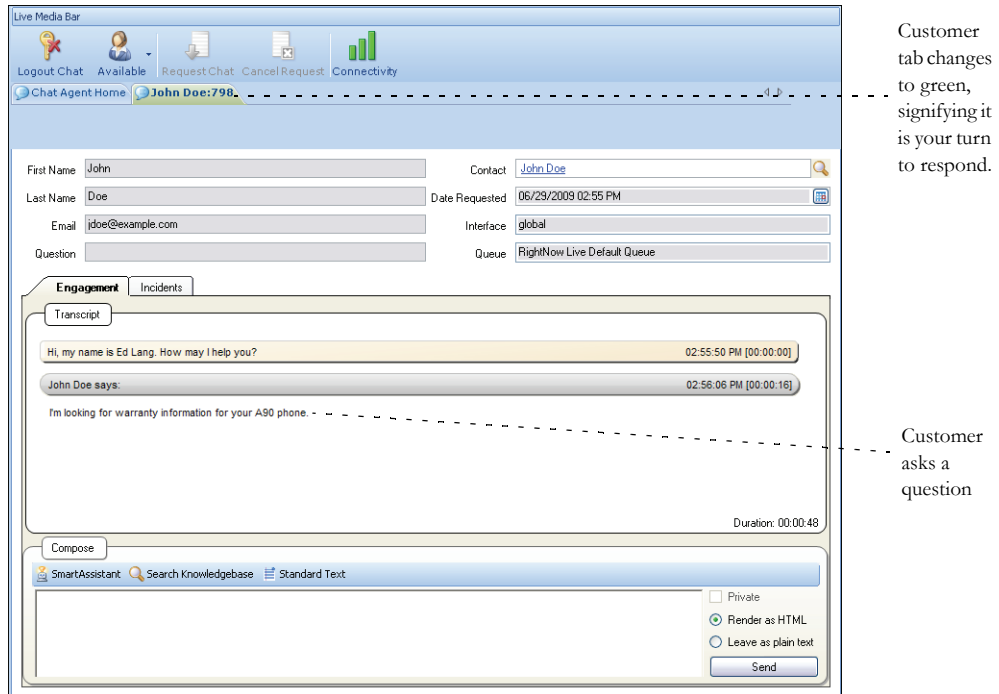 Live Media Bar
Logout Chat Available Request Chat Cancel Request Connectivity
Chat Agent Home John Doe:798
Customer
tab changes
to green,
signifying it
is your turn
to respond.
First Name John Contact John Doe
Last Name Doe Date Requested 06/29/2009 02:55 PM
Email jdoe@example.com Interface global
Question Queue RightNow Live Default Queue
Engagement Incidents
Transcript
Hi, my name is Ed Lang. How may I help you? 02:55:50 PM [00:00:00]
John Doe says: 02:56:06 PM [00:00:16]
I'm looking for warranty information for your A90 phone.
Customer
asks a
question
Duration: 00:00:48
Compose
SmartAssistant Search Knowledgebase Standard Text
Private
Render as HTML
Leave as plain text
Send